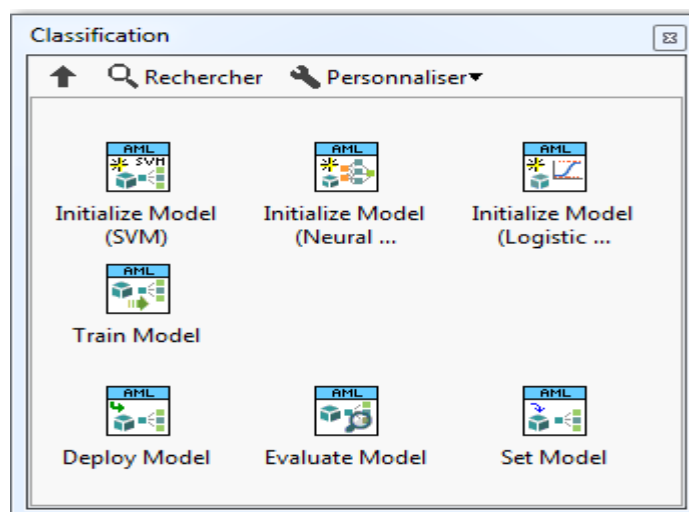 Classification
Rechercher Personnaliser
AML AML AML
SVM
Initialize Model Initialize Model Initialize Model
(SVM) (Neural ... (Logistic ...
AML
Train Model
AML AML AML
Deploy Model Evaluate Model Set Model